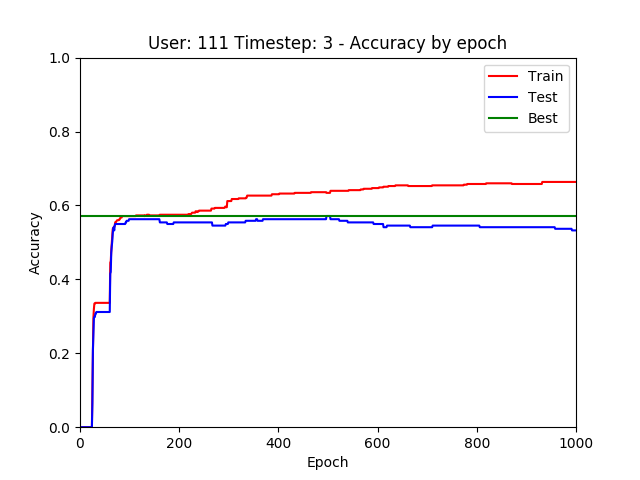 User: 111 Timestep: 3 - Accuracy by epoch
1.0
0.8
0.6
0.4
0.2
0.0
Accuracy
Train
Test
Best
0 200 400 600 800 1000
Epoch